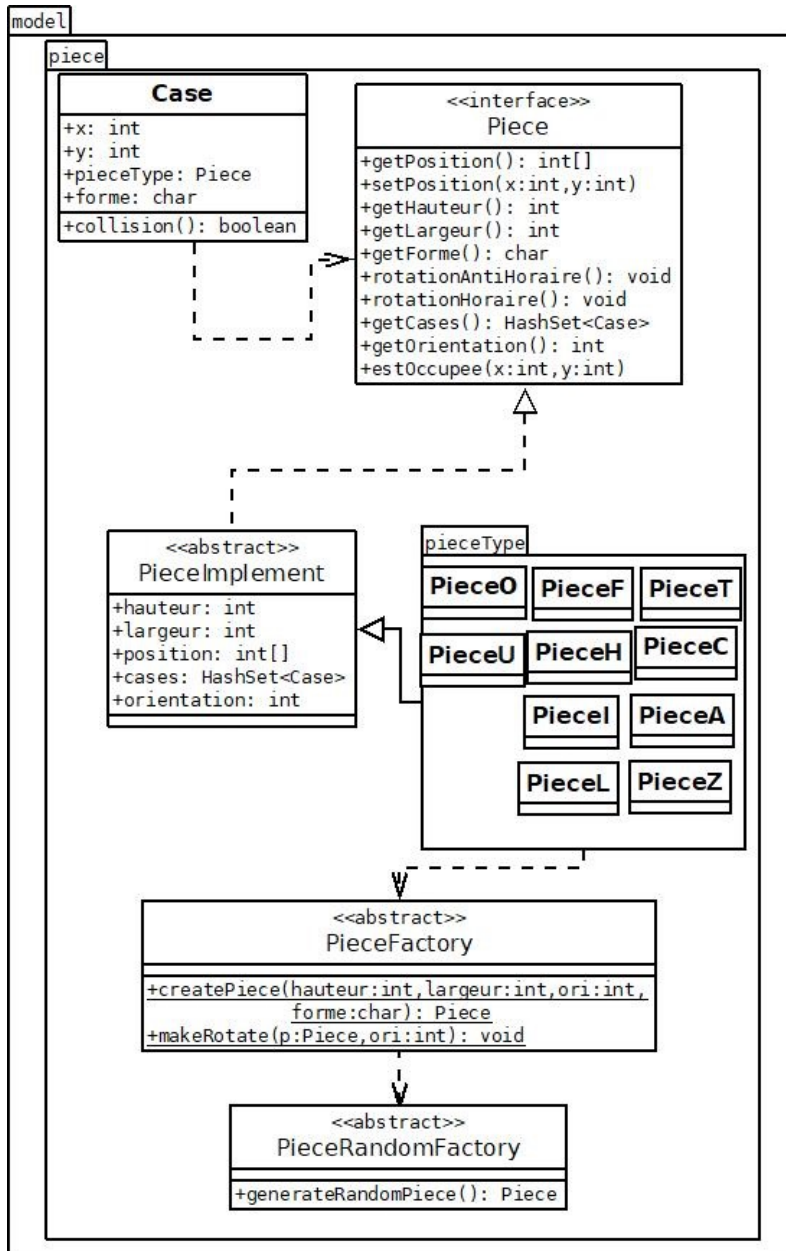 model
piece
Case
+x: int
+y: int
+pieceType: Piece
+forme: char
+collision(): boolean
<<interface>>
Piece
+getPosition(): int[]
+setPosition(x:int,y:int)
+getHauteur(): int
+getLargeur(): int
+getForme(): char
+rotationAntiHoraire(): void
+rotationHoraire(): void
+getCases(): HashSet<Case>
+getOrientation(): int
+estOccupee(x:int,y:int)
<<abstract>>
PieceImplement
+hauteur: int
+largeur: int
+position: int[]
+cases: HashSet<Case>
+orientation: int
pieceType
PieceO PieceF PieceT
PieceU PieceH PieceC
PieceI PieceA
PieceL PieceZ
<<abstract>>
PieceFactory
+createPiece(hauteur:int,largeur:int,ori:int,
forme:char): Piece
+makeRotate(p:Piece,ori:int): void
<<abstract>>
PieceRandomFactory
+generateRandomPiece(): Piece